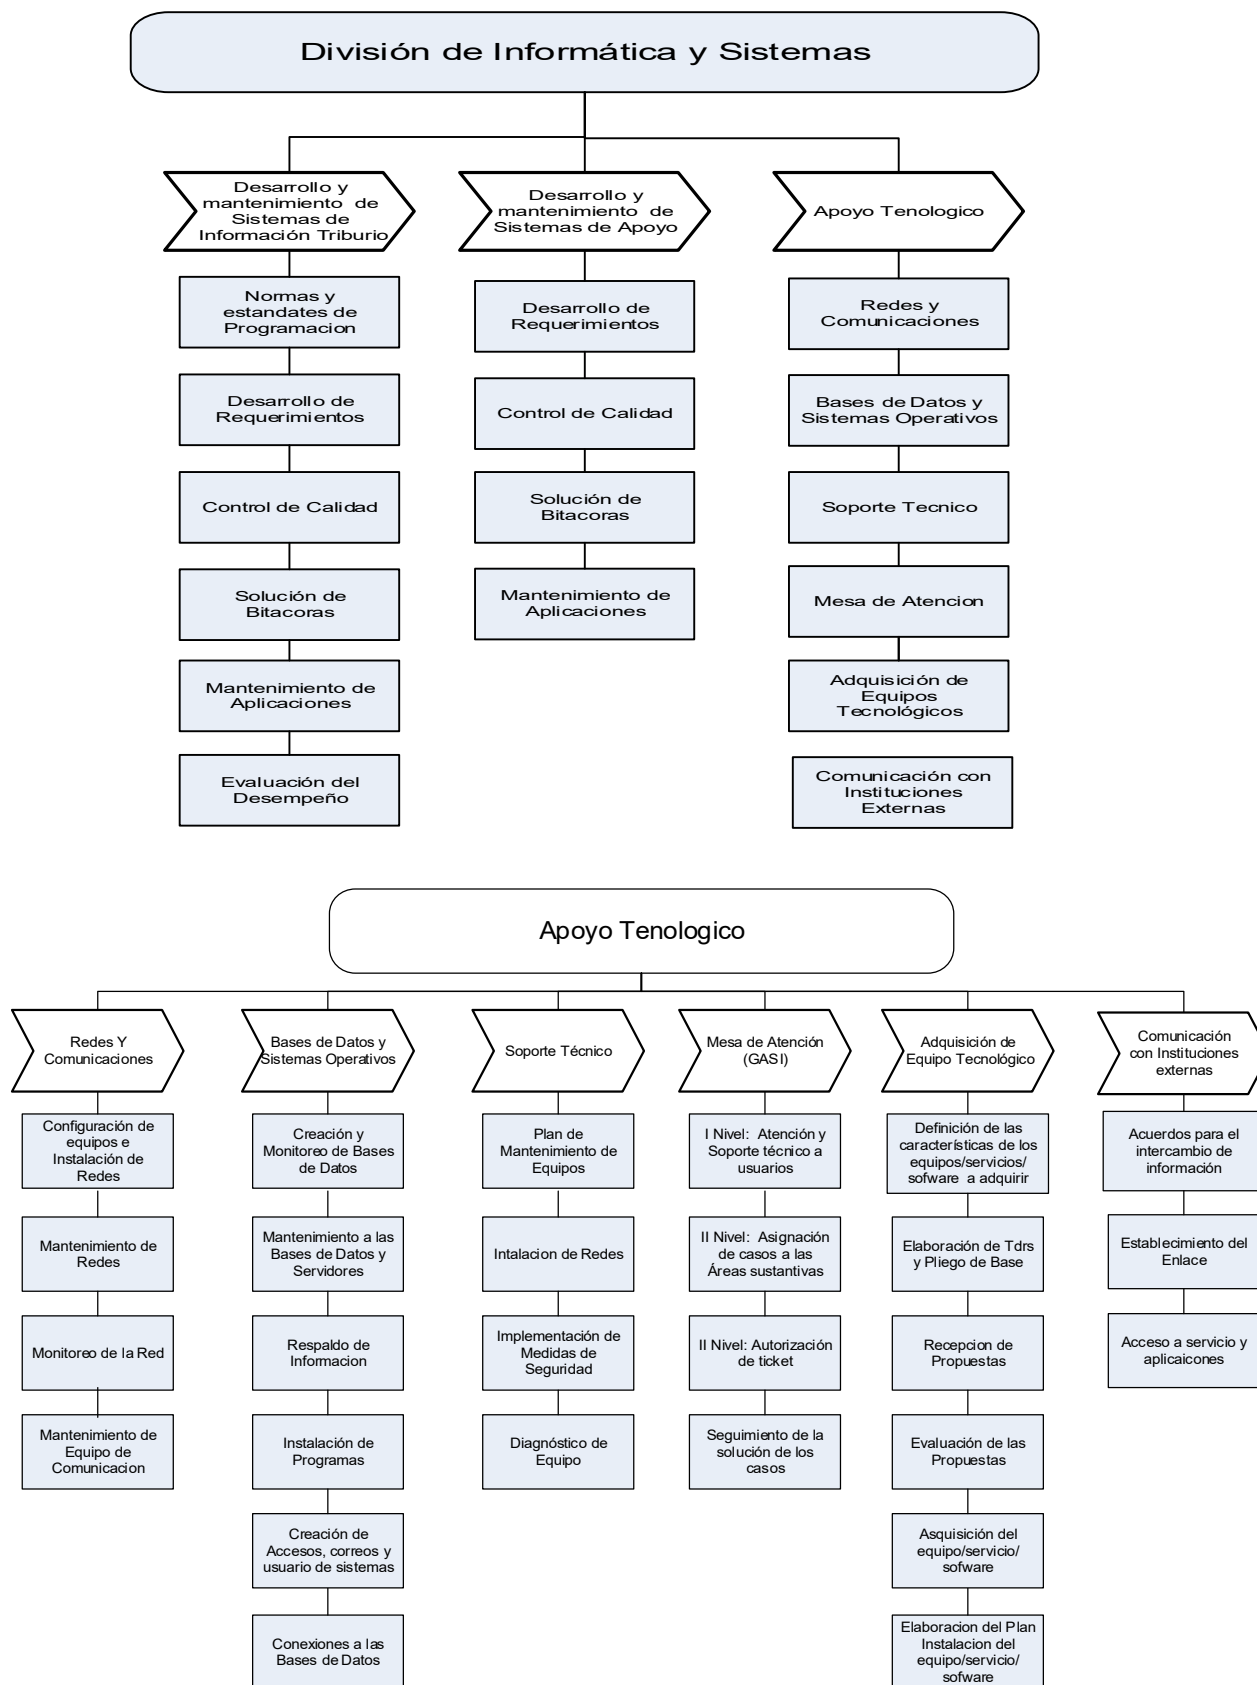 División de Informática y Sistemas
Desarrollo y
mantenimiento de
Sistemas de
Información Triburio
Desarrollo y
mantenimiento de
Sistemas de Apoyo
Apoyo Tenologico
Normas y
estandates de
Programacion
Desarrollo de
Requerimientos
Control de Calidad
Solución de
Bitacoras
Mantenimiento de
Aplicaciones
Evaluación del
Desempeño
Desarrollo de
Requerimientos
Control de Calidad
Solución de
Bitacoras
Mantenimiento de
Aplicaciones
Redes y
Comunicaciones
Bases de Datos y
Sistemas Operativos
Soporte Tecnico
Mesa de Atencion
Adquisición de
Equipos
Tecnológicos
Comunicación con
Instituciones
Externas
Apoyo Tenologico
Redes Y
Comunicaciones
Bases de Datos y
Sistemas Operativos
Soporte Técnico
Mesa de Atención
(GASI)
Adquisición de
Equipo Tecnológico
Comunicación
con Instituciones
externas
Configuración de
equipos e
Instalación de
Redes
Mantenimiento de
Redes
Monitoreo de la Red
Mantenimiento de
Equipo de
Comunicacion
Creación y
Monitoreo de Bases
de Datos
Mantenimiento a las
Bases de Datos y
Servidores
Respaldo de
Informacion
Instalación de
Programas
Creación de
Accesos, correos y
usuario de sistemas
Conexiones a las
Bases de Datos
Plan de
Mantenimiento de
Equipos
Intalacion de Redes
Implementación de
Medidas de
Seguridad
Diagnóstico de
Equipo
I Nivel: Atención y
Soporte técnico a
usuarios
II Nivel: Asignación
de casos a las
Áreas sustantivas
II Nivel: Autorización
de ticket
Seguimiento de la
solución de los
casos
Definición de las
características de los
equipos/servicios/
sofware a adquirir
Elaboración de Tdrs
y Pliego de Base
Recepcion de
Propuestas
Evaluación de las
Propuestas
Asquisición del
equipo/servicio/
sofware
Elaboracion del Plan
Instalacion del
equipo/servicio/
sofware
Acuerdos para el
intercambio de
información
Establecimiento del
Enlace
Acceso a servicio y
aplicaicones